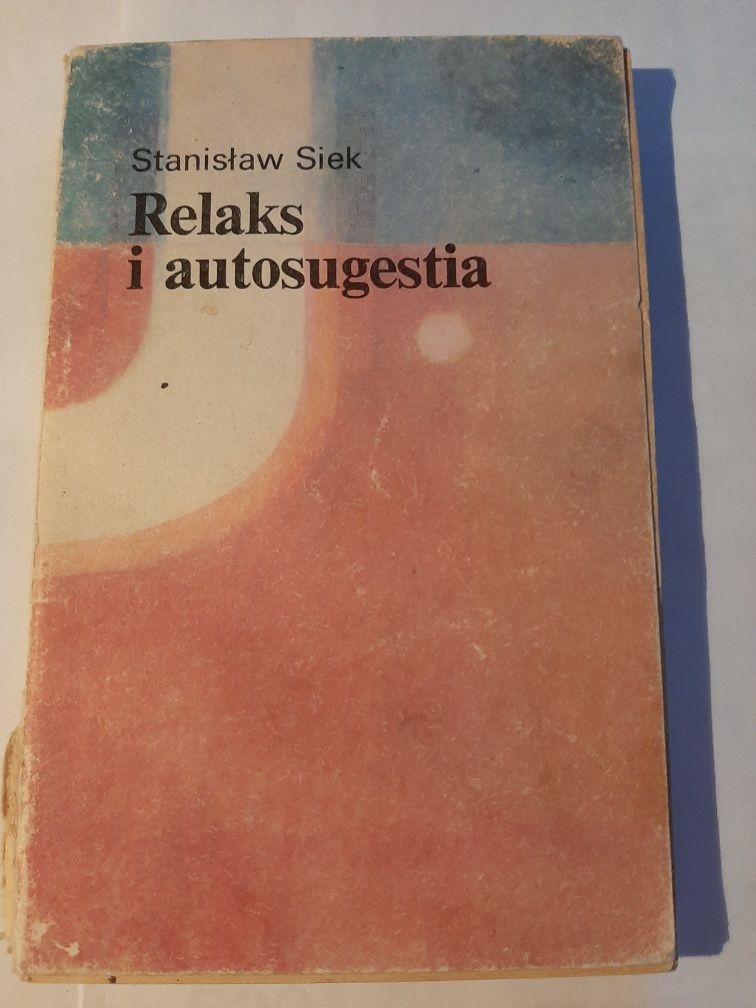 Stanisław Siek
Relaks
i autosugestia